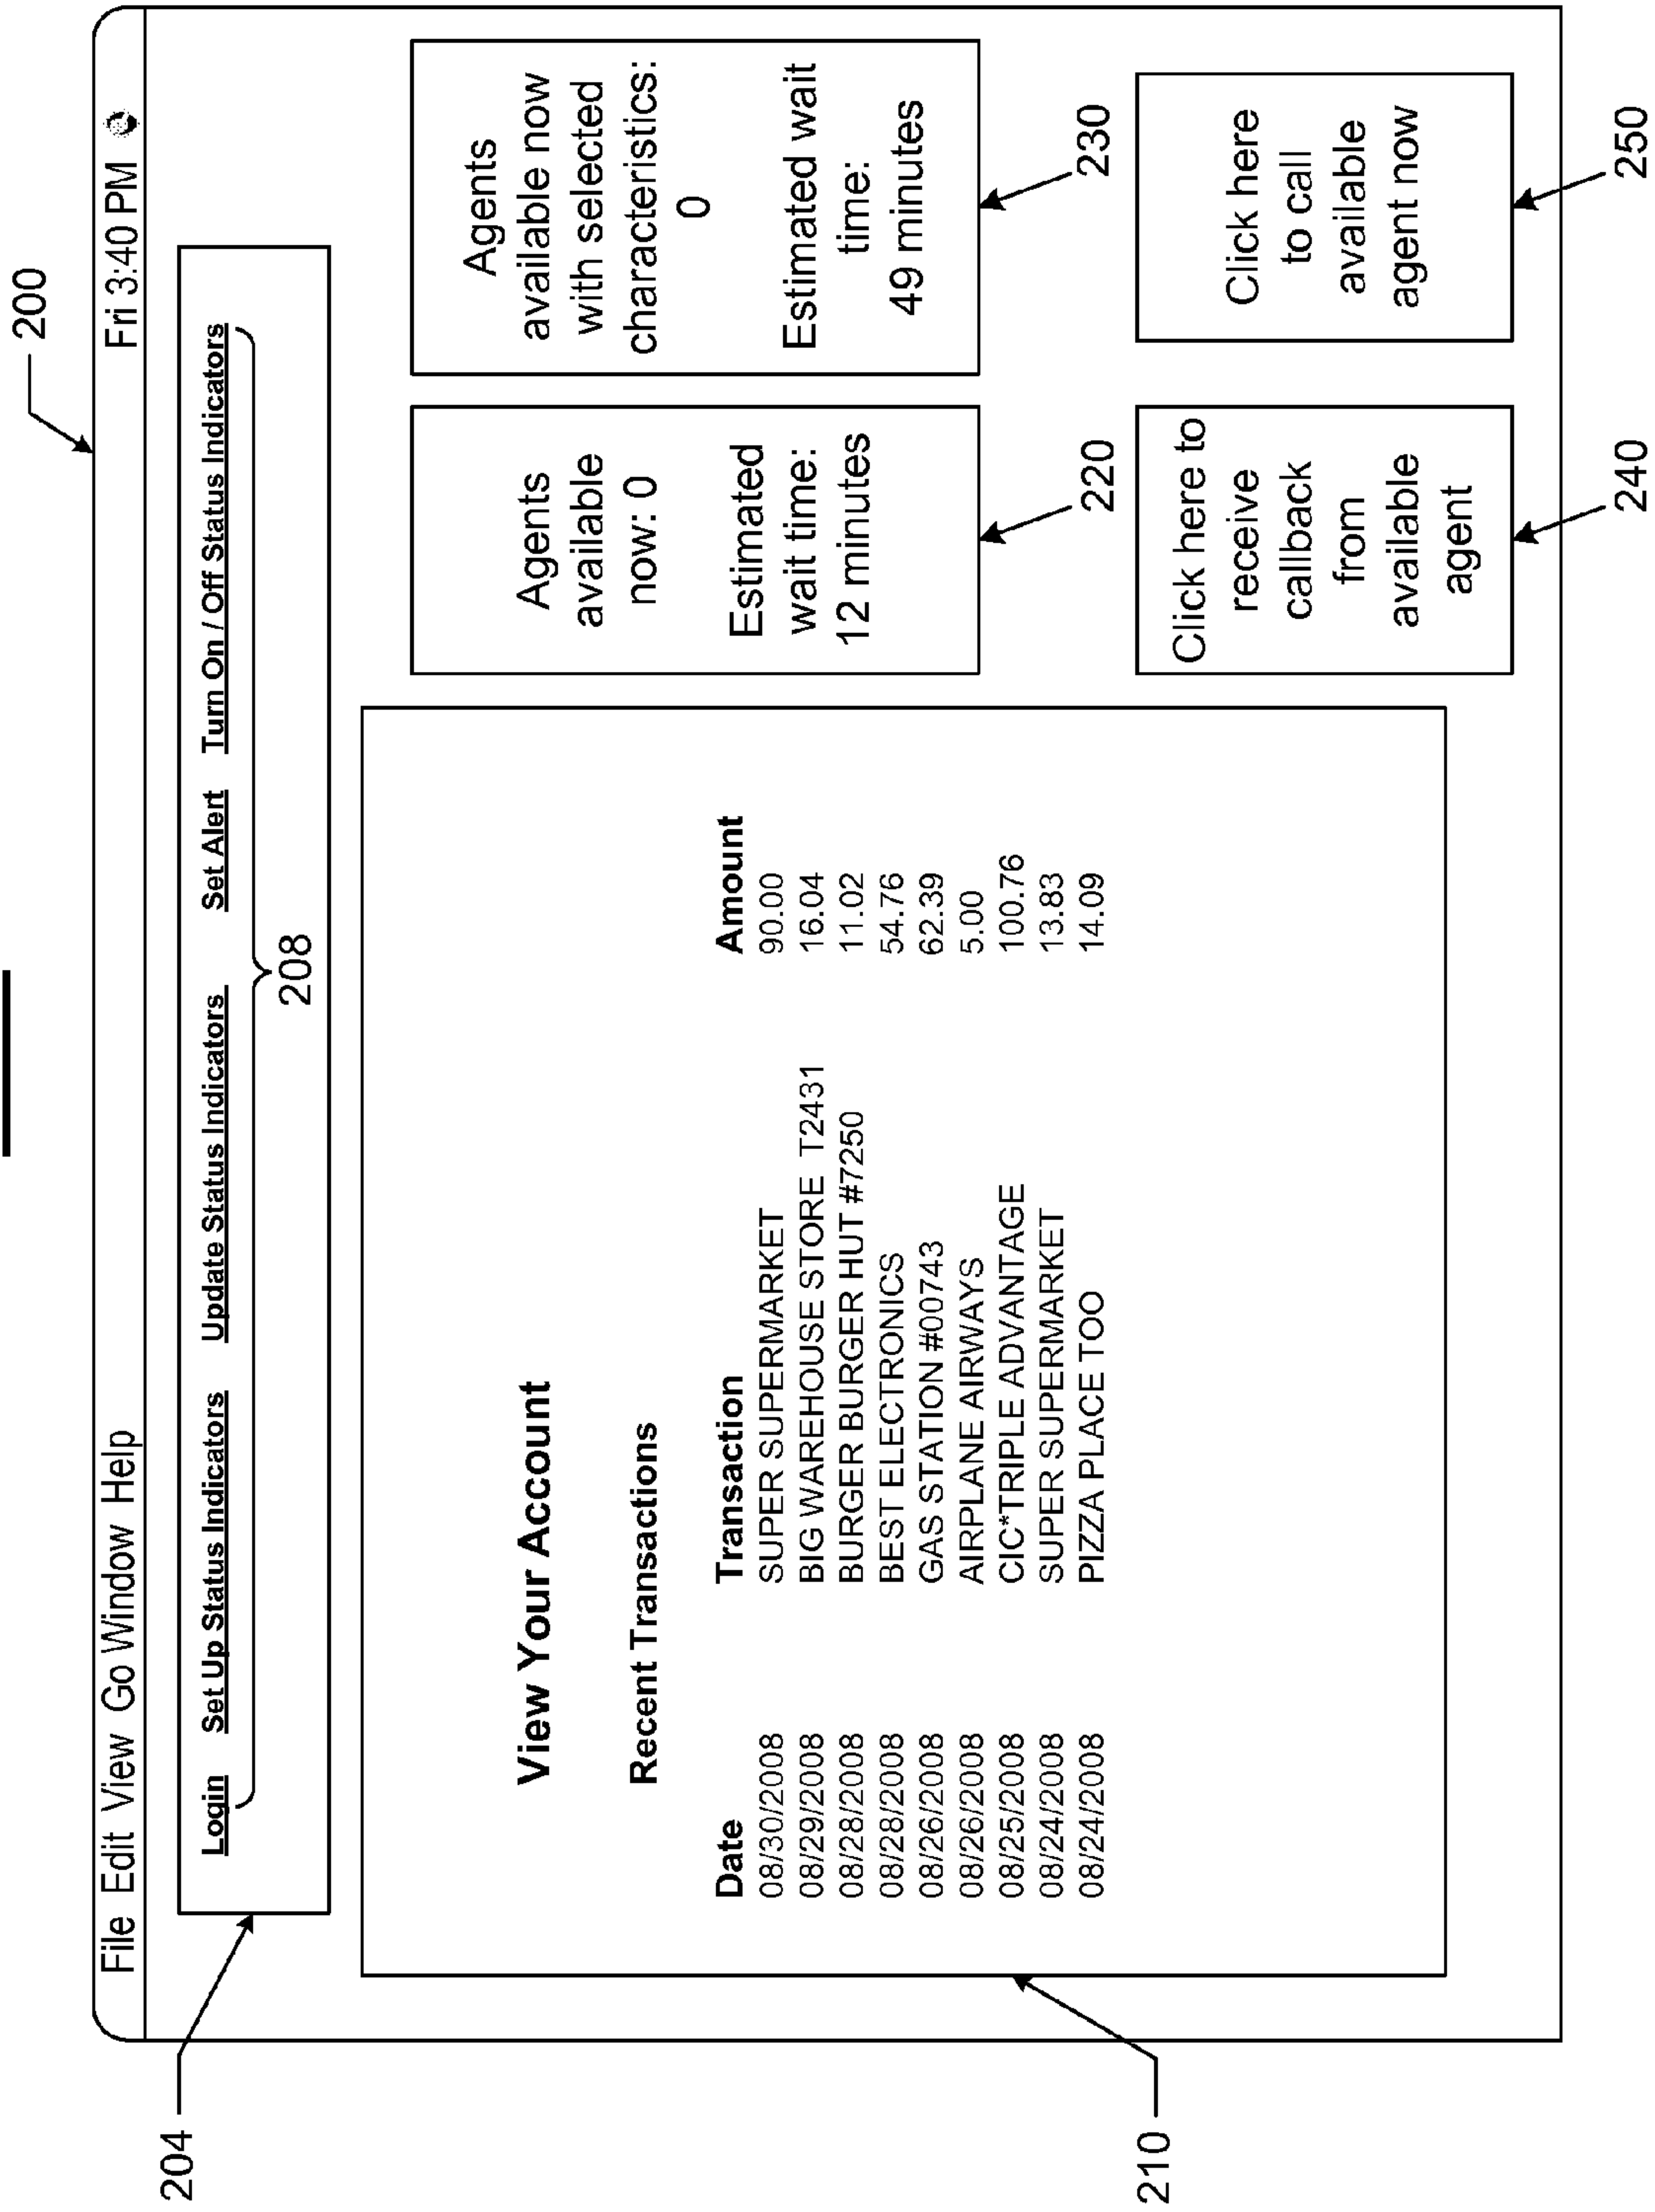 200
File Edit View Go Window Help Fri 3:40 PM
204
Login Set Up Status Indicators Update Status Indicators Set Alert Turn On / Off Status Indicators
208
View Your Account
Recent Transactions
Date Transaction Amount
08/30/2008 SUPER SUPERMARKET 90.00
08/29/2008 BIG WAREHOUSE STORE T2431 16.04
08/28/2008 BURGER BURGER HUT #7250 11.02
08/28/2008 BEST ELECTRONICS 54.76
08/26/2008 GAS STATION #00743 62.39
08/26/2008 AIRPLANE AIRWAYS 5.00
08/25/2008 CIC*TRIPLE ADVANTAGE 100.76
08/24/2008 SUPER SUPERMARKET 13.83
08/24/2008 PIZZA PLACE TOO 14.09
210
Agents
available
now: 0
Estimated
wait time:
12 minutes
220
Agents
available now
with selected
characteristics:
0
Estimated wait
time:
49 minutes
230
Click here to
receive
callback
from
available
agent
240
Click here
to call
available
agent now
250